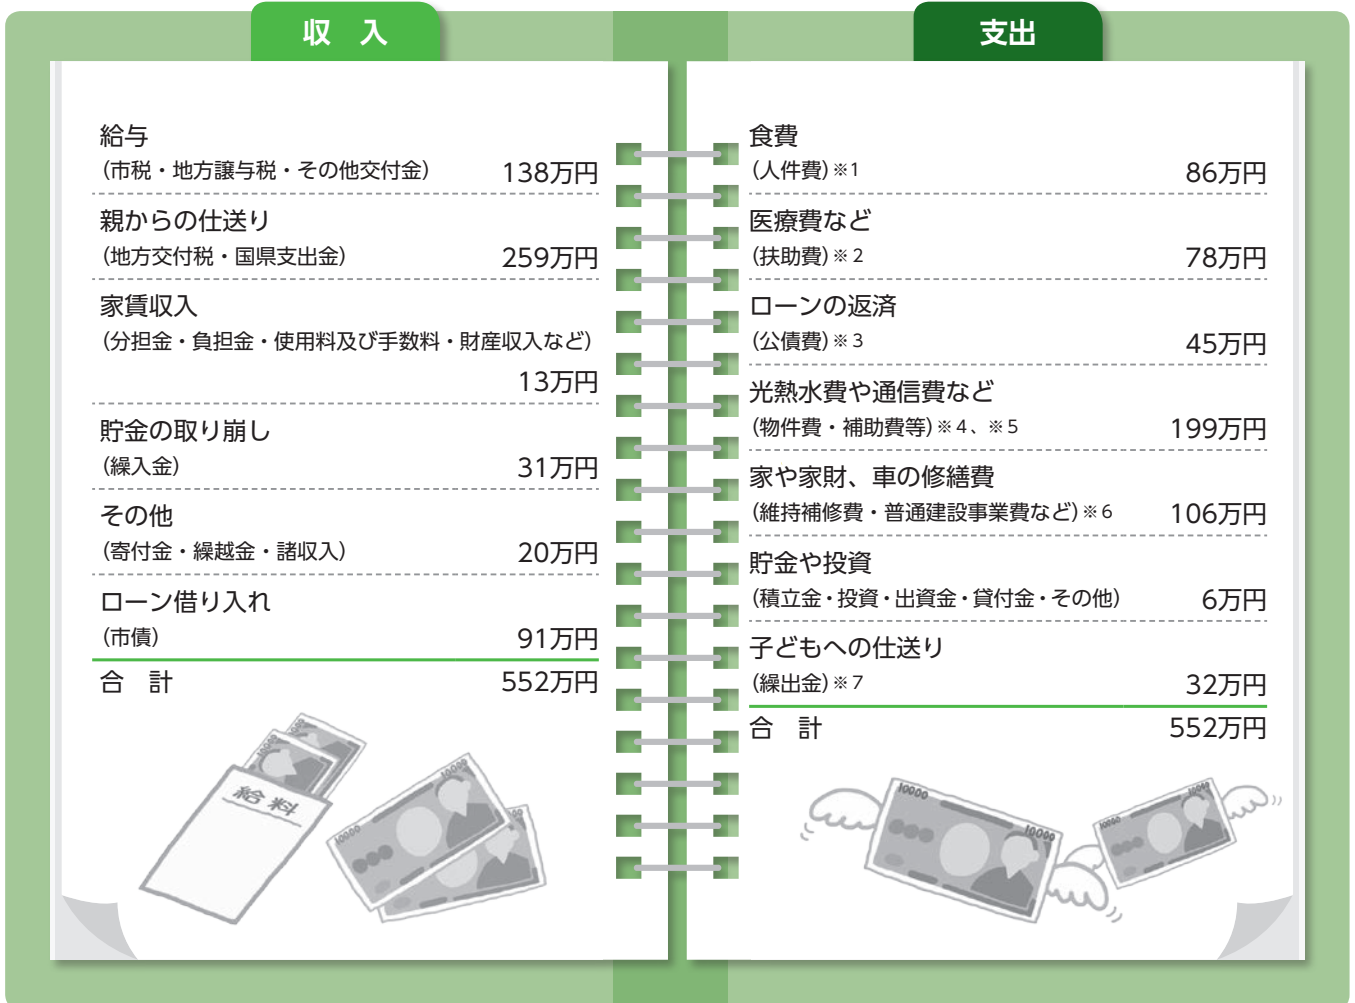 収　入
給与
（市税・地方譲与税・その他交付金）　138万円
親からの仕送り
（地方交付税・国県支出金）　259万円
家賃収入
（分担金・負担金・使用料及び手数料・財産収入など）
13万円
貯金の取り崩し
（繰入金）　31万円
その他
（寄付金・繰越金・諸収入）　20万円
ローン借り入れ
（市債）　91万円
合　計　552万円
給料
10000
10000
10000
10000
10000
支出
食費
（人件費）※1　86万円
医療費など
（扶助費）※2　78万円
ローンの返済
（公債費）※3　45万円
光熱水費や通信費など
（物件費・補助費等）※4、※5　199万円
家や家財、車の修繕費
（維持補修費・普通建設事業費など）※6　106万円
貯金や投資
（積立金・投資・出資金・貸付金・その他）　6万円
子どもへの仕送り
（繰出金）※7　32万円
合　計　552万円
10000
10000
10000
10000